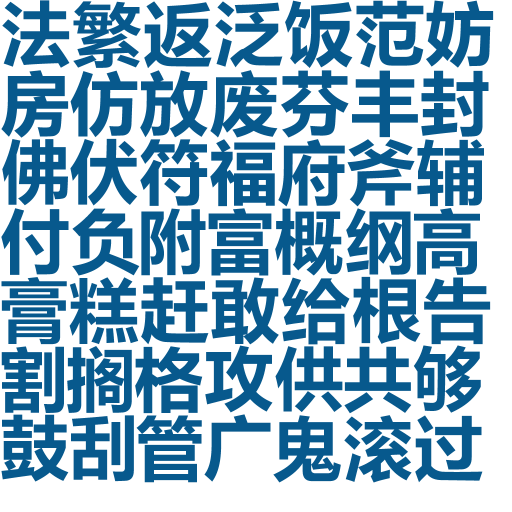 法繁返泛饭范妨
房仿放废芬丰封
佛伏符福府斧辅
付负附富概纲高
膏糕赶敢给根告
割搁格攻供共够
鼓刮管广鬼滚过